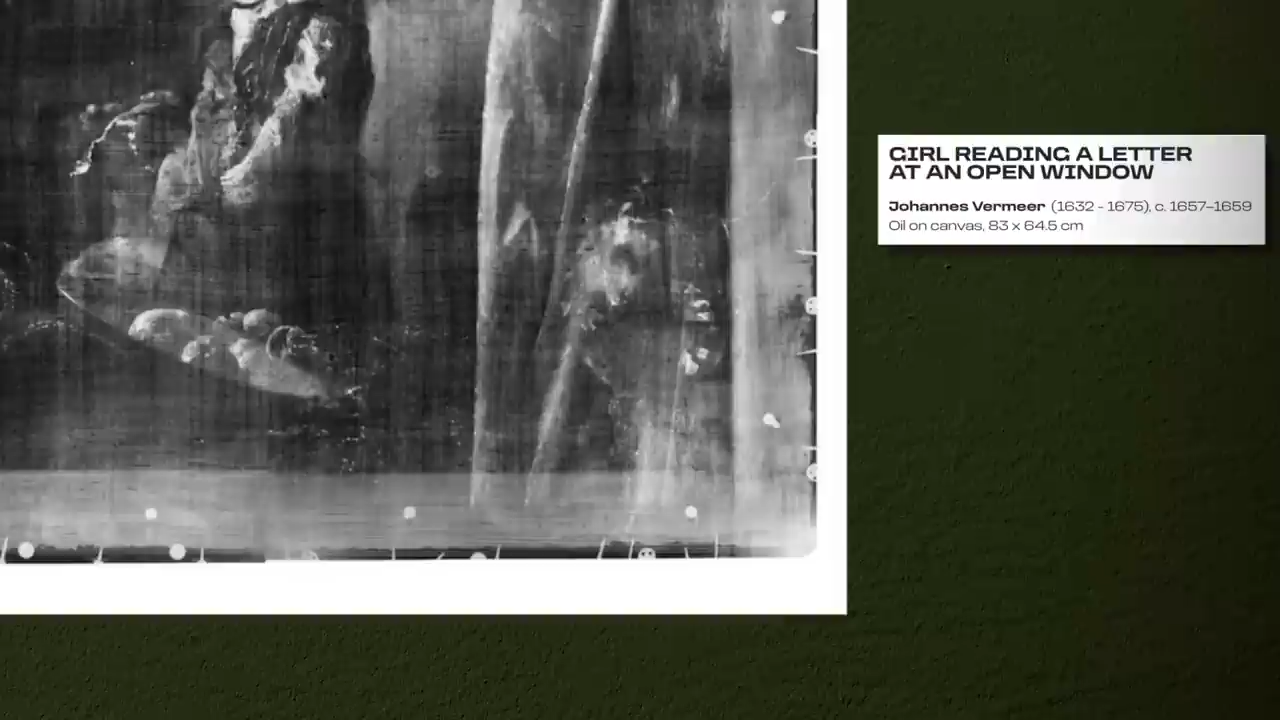 GIRL READING A LETTER
AT AN OPEN WINDOW
Johannes Vermeer (1632 - 1675), c. 1657–1659
Oil on canvas, 83 x 64.5 cm